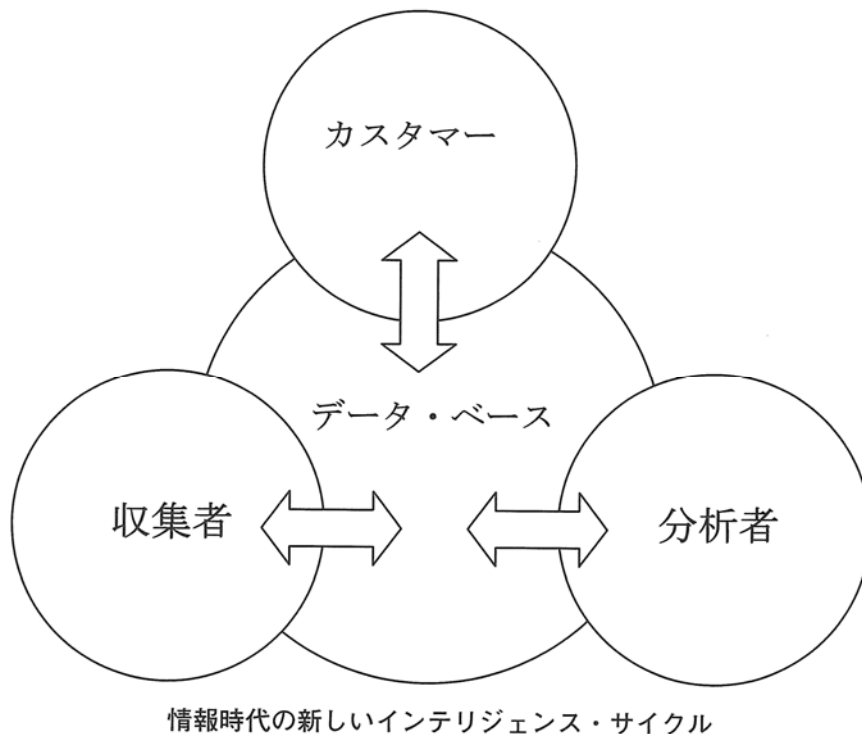 カスタマー
データ・ベース
収集者
分析者
情報時代の新しいインテリジェンス・サイクル